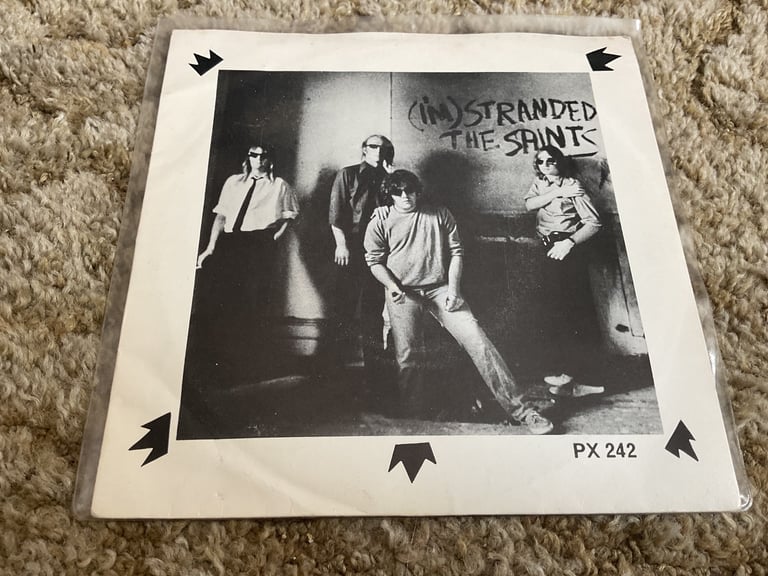 (I'M) STRANDED
THE SAINTS
PX 242